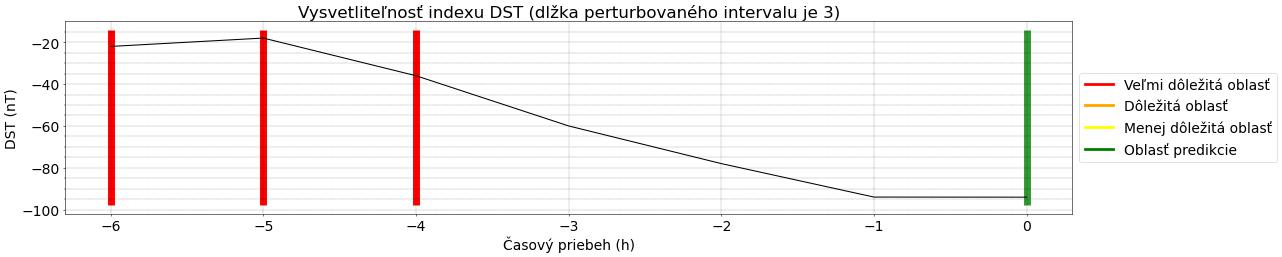 Vysvetliteľnosť indexu DST (dlžka perturbovaného intervalu je 3)
DST (nT)
−20
−40
−60
−80
−100
−6 −5 −4 −3 −2 −1 0
Časový priebeh (h)
Veľmi dôležitá oblasť
Dôležitá oblasť
Menej dôležitá oblasť
Oblasť predikcie